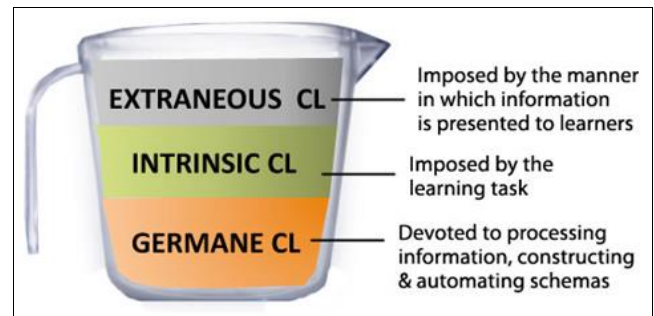 EXTRANEOUS CL
Imposed by the manner
in which information
is presented to learners
INTRINSIC CL
Imposed by the
learning task
GERMANE CL
Devoted to processing
information, constructing
& automating schemas